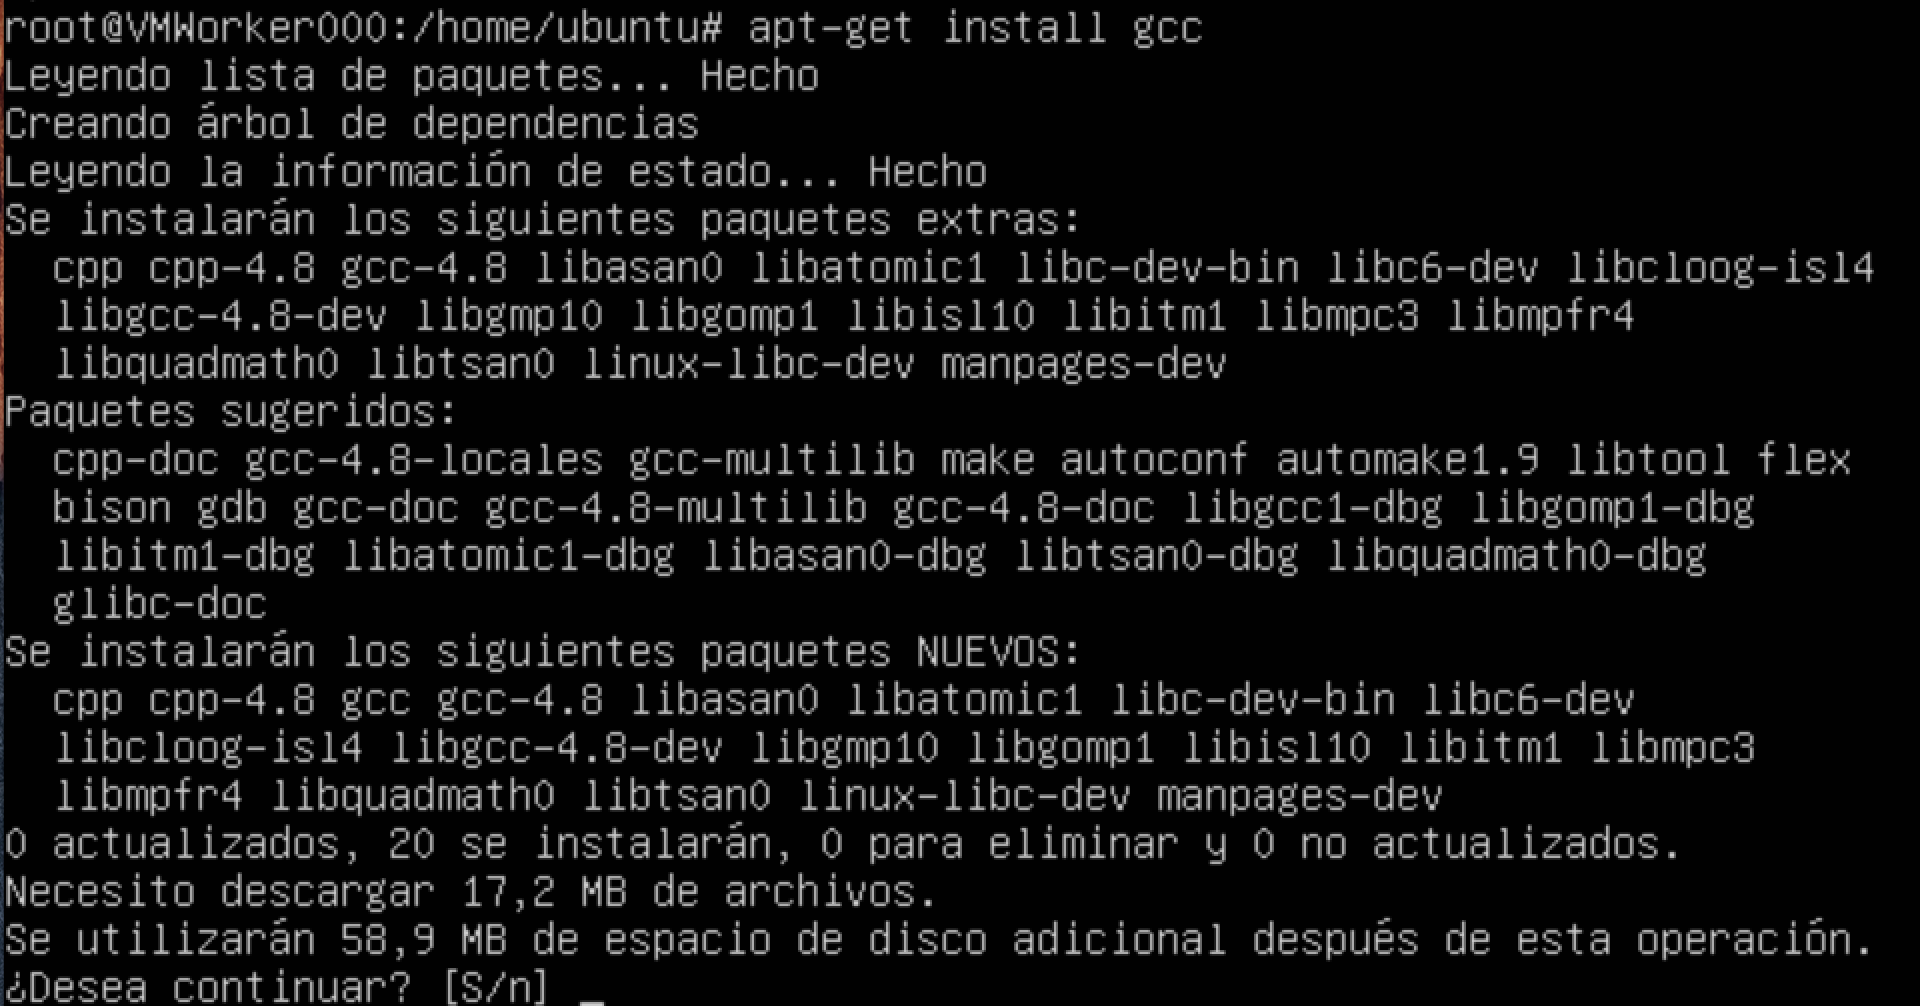 root@VMWorker000:/home/ubuntu# apt-get install gcc
Leyendo lista de paquetes... Hecho
Creando árbol de dependencias
Leyendo la información de estado... Hecho
Se instalarán los siguientes paquetes extras:
  cpp cpp-4.8 gcc-4.8 libasan0 libatomic1 libc-dev-bin libc6-dev libcloog-isl4
  libgcc-4.8-dev libgmp10 libgomp1 libisl10 libitm1 libmpc3 libmpfr4
  libquadmath0 libtsan0 linux-libc-dev manpages-dev
Paquetes sugeridos:
  cpp-doc gcc-4.8-locales gcc-multilib make autoconf automake1.9 libtool flex
  bison gdb gcc-doc gcc-4.8-multilib gcc-4.8-doc libgcc1-dbg libgomp1-dbg
  libitm1-dbg libatomic1-dbg libasan0-dbg libtsan0-dbg libquadmath0-dbg
  glibc-doc
Se instalarán los siguientes paquetes NUEVOS:
  cpp cpp-4.8 gcc gcc-4.8 libasan0 libatomic1 libc-dev-bin libc6-dev
  libcloog-isl4 libgcc-4.8-dev libgmp10 libgomp1 libisl10 libitm1 libmpc3
  libmpfr4 libquadmath0 libtsan0 linux-libc-dev manpages-dev
0 actualizados, 20 se instalarán, 0 para eliminar y 0 no actualizados.
Necesito descargar 17,2 MB de archivos.
Se utilizarán 58,9 MB de espacio de disco adicional después de esta operación.
¿Desea continuar? [S/n] _